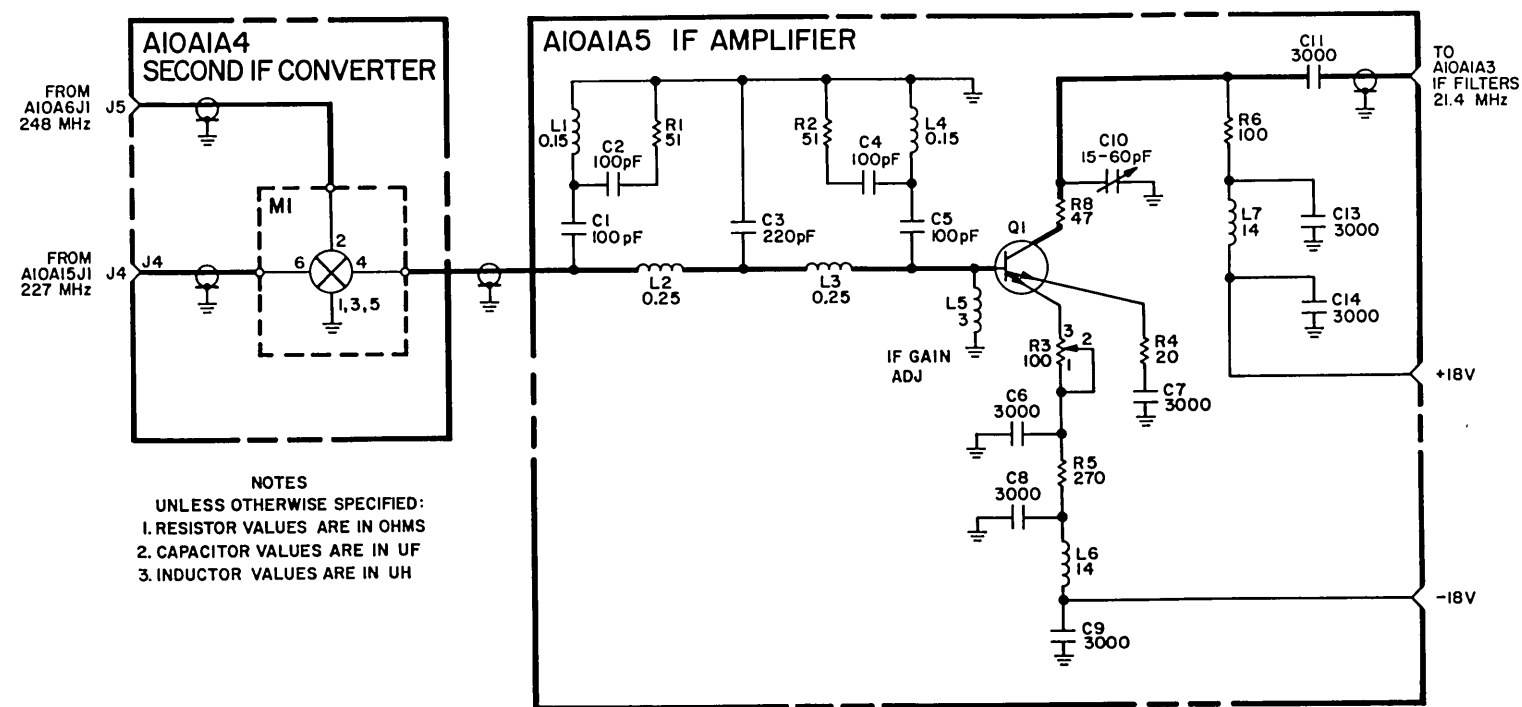 A10A1A4
SECOND IF CONVERTER
FROM
A10A6J1
248 MHz
J5
M1
2
6
4
1,3,5
FROM
A10A15J1
227 MHz
J4
J4
NOTES
UNLESS OTHERWISE SPECIFIED:
1. RESISTOR VALUES ARE IN OHMS
2. CAPACITOR VALUES ARE IN UF
3. INDUCTOR VALUES ARE IN UH
A10A1A5 IF AMPLIFIER
L1
0.15
C2
100pF
R1
51
C1
100pF
L2
0.25
C3
220pF
R2
51
C4
100pF
L4
0.15
C5
100pF
L3
0.25
L5
3
Q1
R8
47
C10
15-60pF
C11
3000
TO
A10A1A3
IF FILTERS
21.4 MHz
R6
100
L7
14
C13
3000
C14
3000
+18V
IF GAIN
ADJ
R3
100
3
2
1
R4
20
C7
3000
C6
3000
R5
270
C8
3000
L6
14
C9
3000
-18V